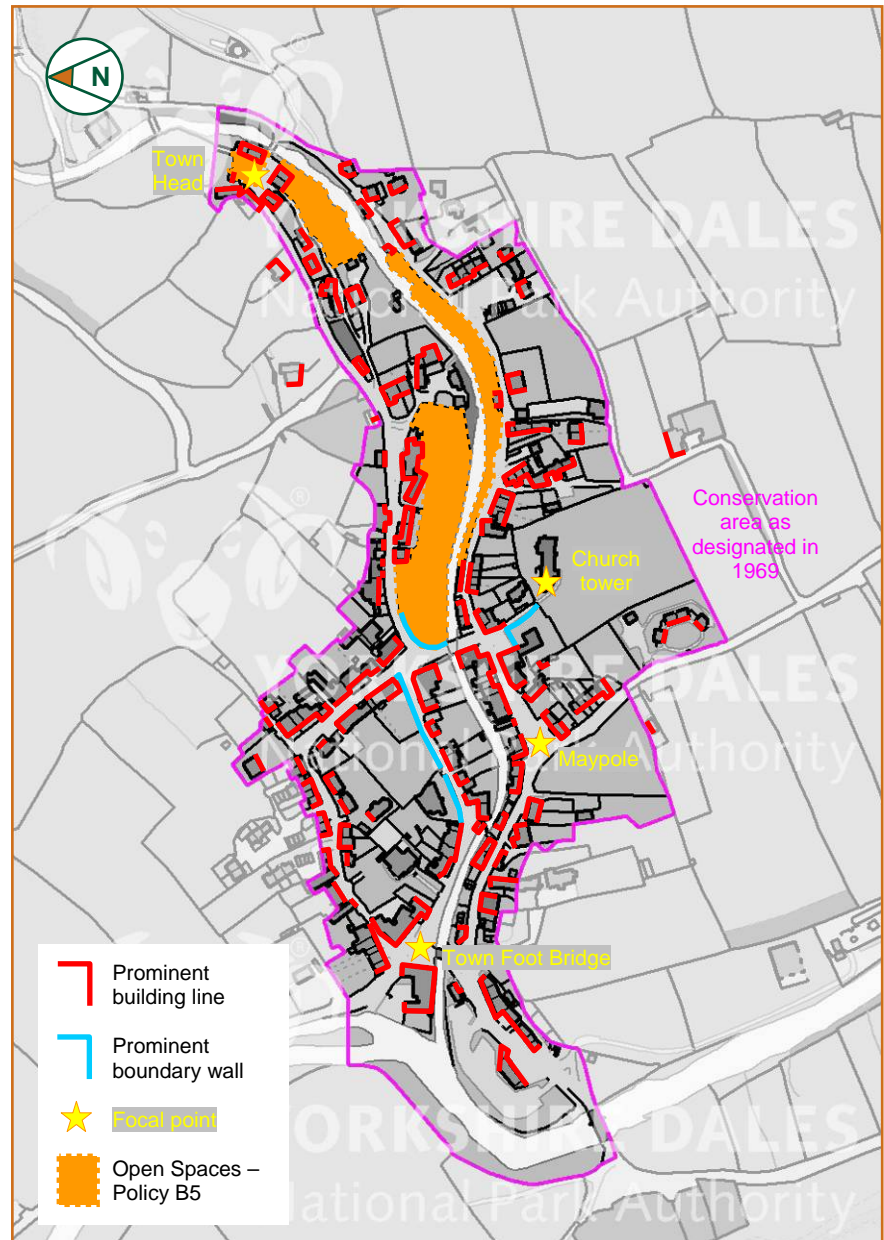 N
®
Town
Head
YORKSHIRE DALES
National Park Authority
Conservation
area as
designated in
1969
Church
tower
®
YORKSHIRE DALES
National Park Authority
Maypole
Town Foot Bridge
Prominent
building line
Prominent
boundary wall
Focal point
Open Spaces –
Policy B5
YORKSHIRE DALES
National Park Authority